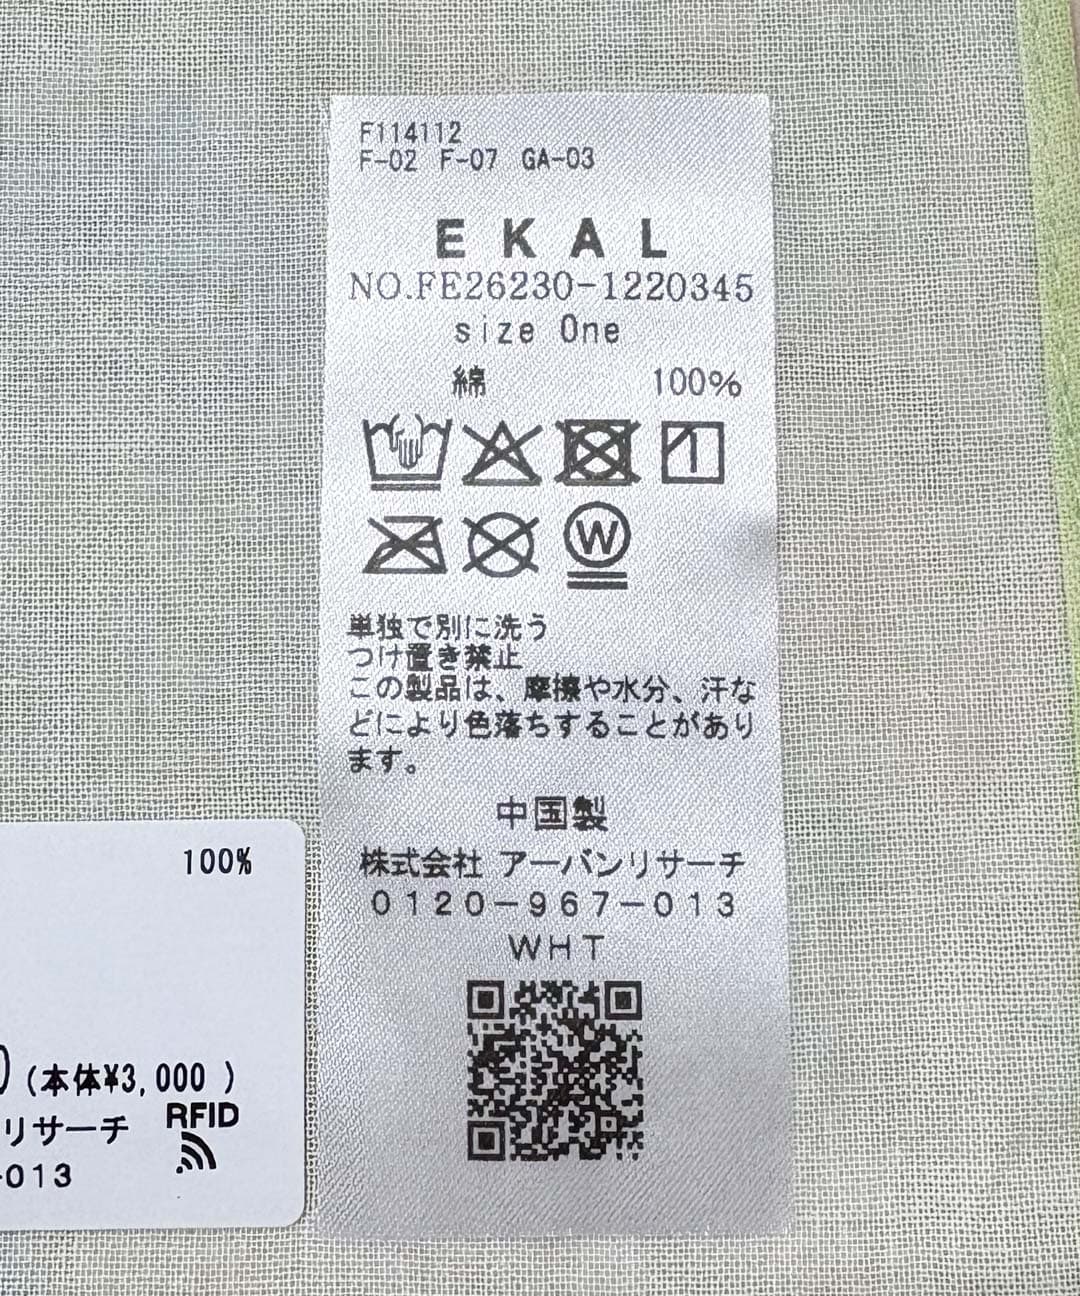 F114112
F-02 F-07 GA-03
EKAL
NO.FE26230-1220345
size One
綿 100%
1
W
単独で別に洗う
つけ置き禁止
この製品は、摩擦や水分、汗な
どにより色落ちすることがあり
ます。
中国製
株式会社 アーバンリサーチ
0120-967-013
WHT
100%
(本体¥3,000 )
リサーチ
RFID
-013